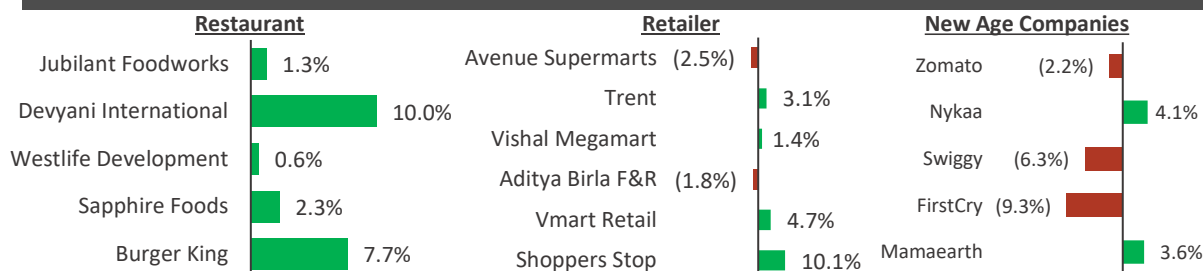 Restaurant
Jubilant Foodworks 1.3%
Devyani International 10.0%
Westlife Development 0.6%
Sapphire Foods 2.3%
Burger King 7.7%
Retailer
Avenue Supermarts (2.5%)
Trent 3.1%
Vishal Megamart 1.4%
Aditya Birla F&R (1.8%)
Vmart Retail 4.7%
Shoppers Stop 10.1%
New Age Companies
Zomato (2.2%)
Nykaa 4.1%
Swiggy (6.3%)
FirstCry (9.3%)
Mamaearth 3.6%